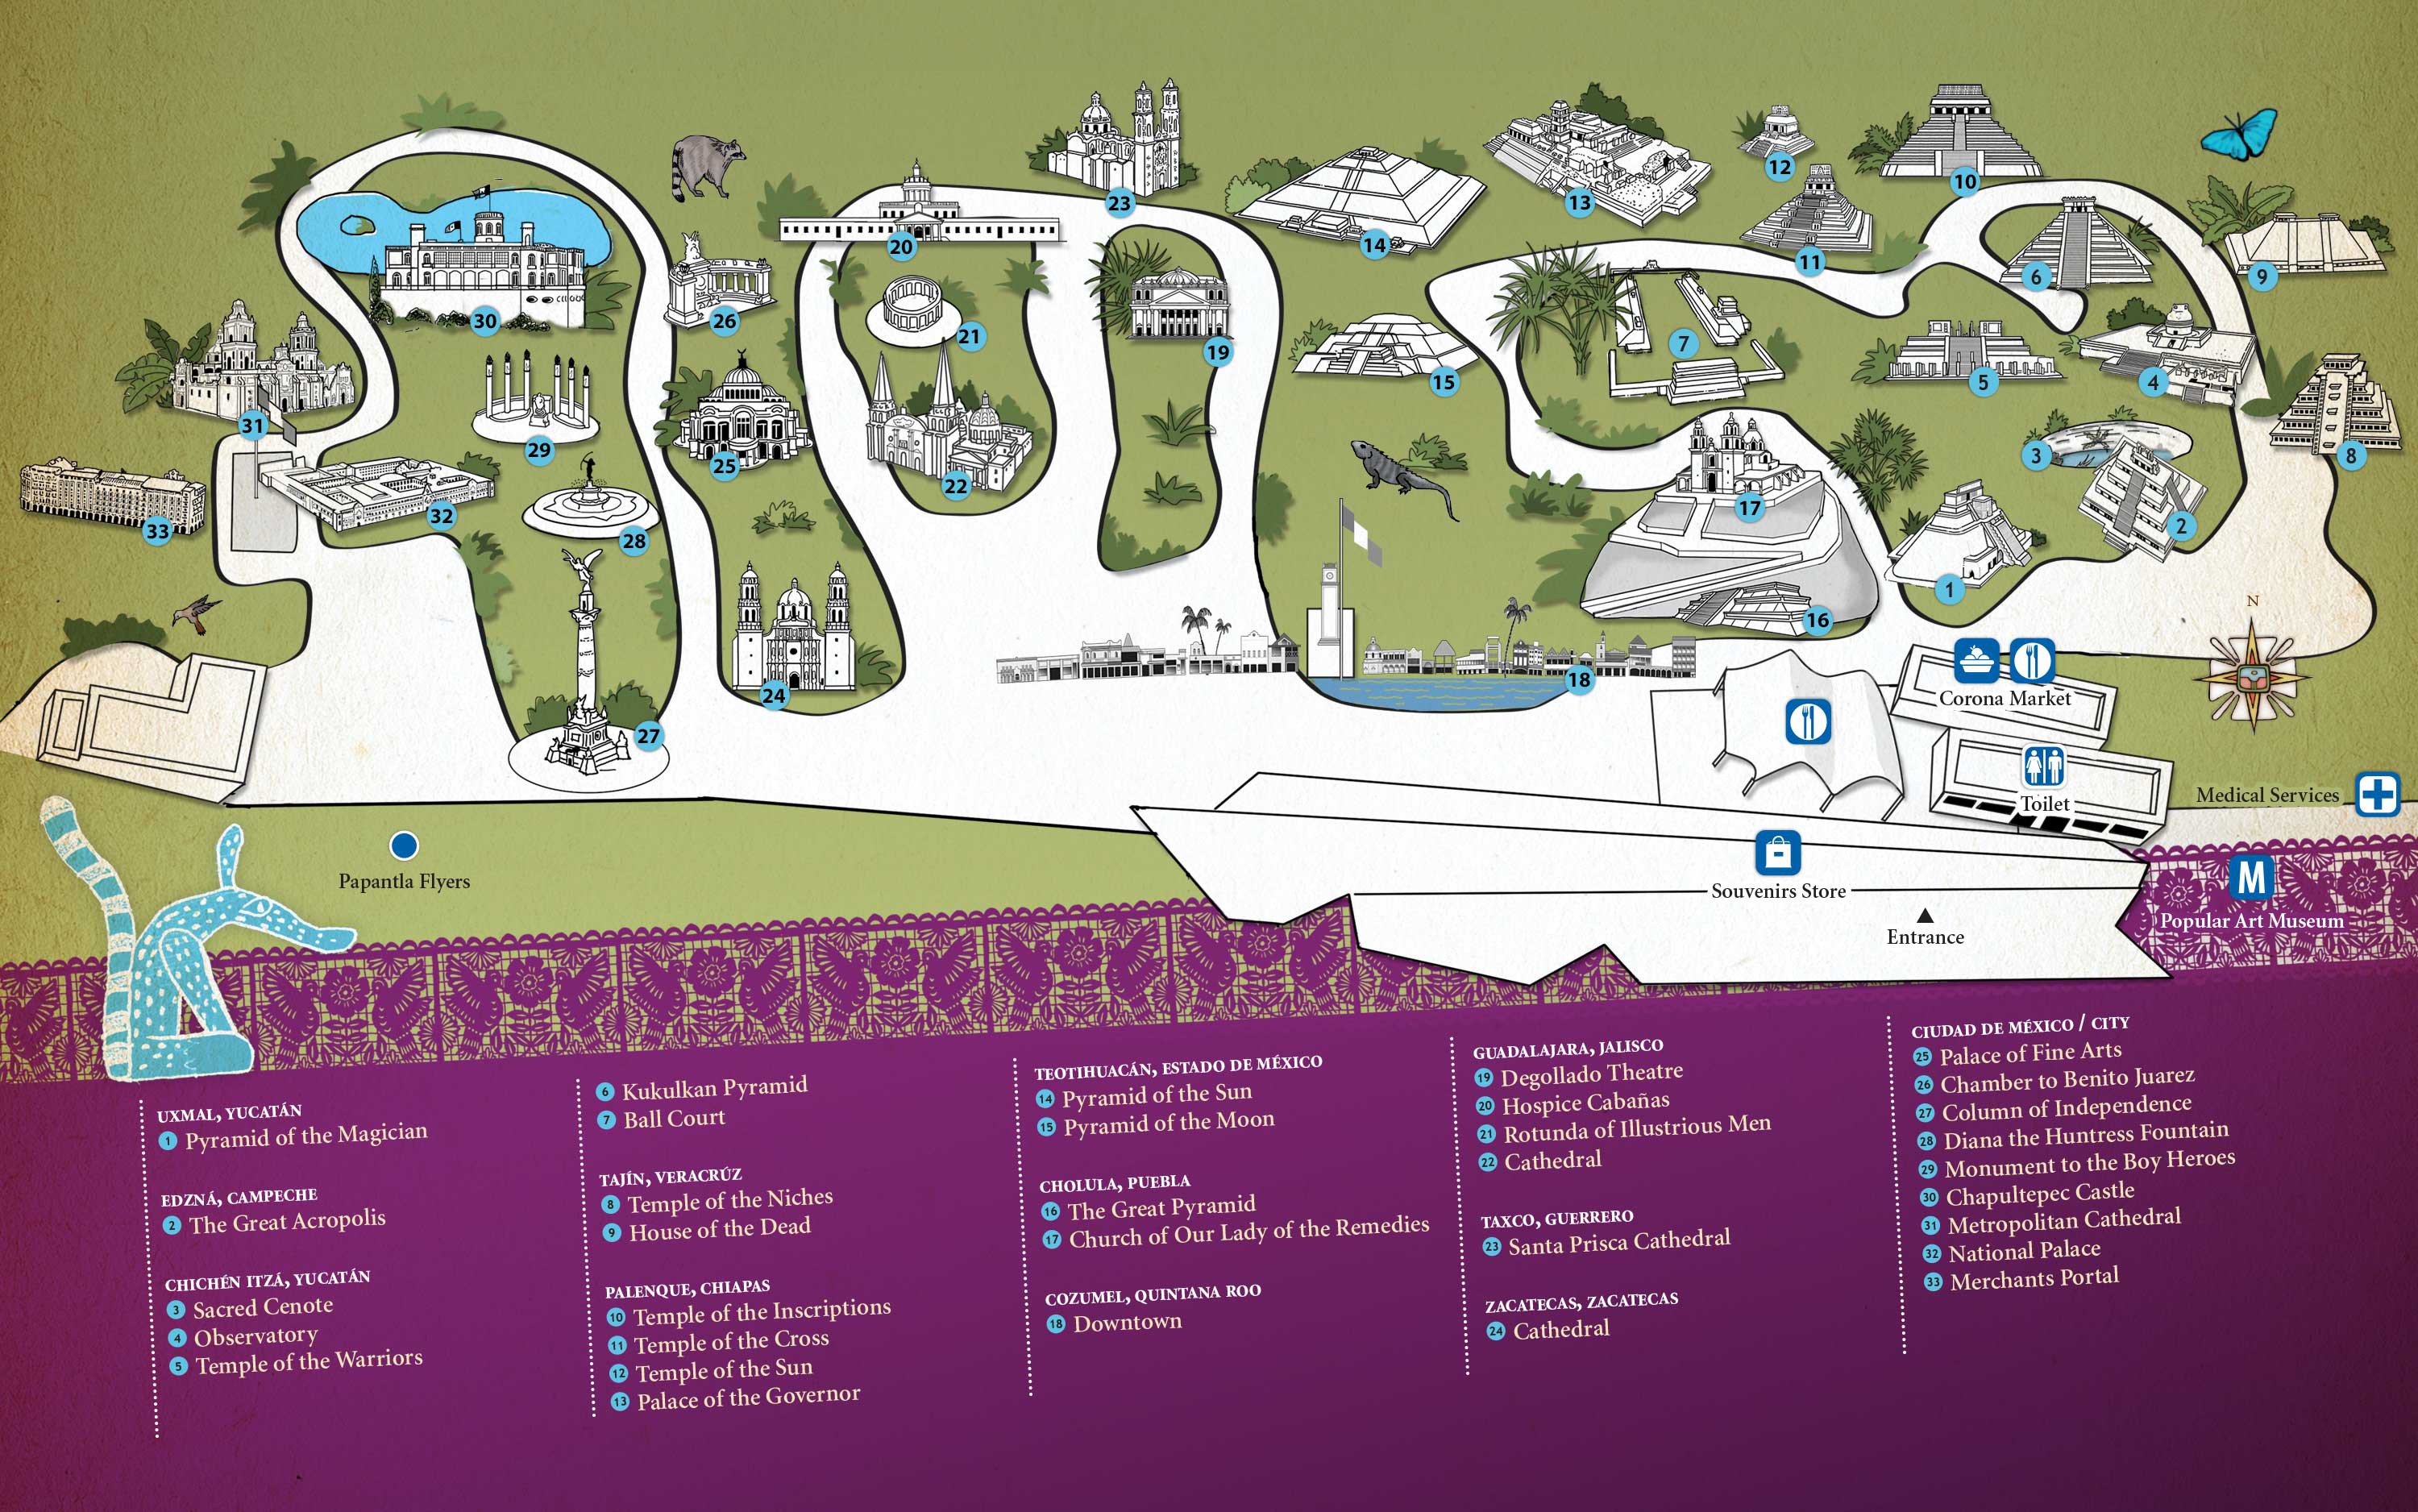 23
12
10
13
14
20
11
6
9
30
26
21
19
7
15
5
4
31
29
25
22
3
8
33
32
28
17
2
1
16
N
24
18
27
Corona Market
Toilet
Medical Services
Papantla Flyers
Souvenirs Store
M
Popular Art Museum
Entrance
UXMAL, YUCATÁN
1 Pyramid of the Magician
EDZNÁ, CAMPECHE
2 The Great Acropolis
CHICHÉN ITZÁ, YUCATÁN
3 Sacred Cenote
4 Observatory
5 Temple of the Warriors
6 Kukulkan Pyramid
7 Ball Court
TAJÍN, VERACRÚZ
8 Temple of the Niches
9 House of the Dead
PALENQUE, CHIAPAS
10 Temple of the Inscriptions
11 Temple of the Cross
12 Temple of the Sun
13 Palace of the Governor
TEOTIHUACÁN, ESTADO DE MÉXICO
14 Pyramid of the Sun
15 Pyramid of the Moon
CHOLULA, PUEBLA
16 The Great Pyramid
17 Church of Our Lady of the Remedies
COZUMEL, QUINTANA ROO
18 Downtown
GUADALAJARA, JALISCO
19 Degollado Theatre
20 Hospice Cabañas
21 Rotunda of Illustrious Men
22 Cathedral
TAXCO, GUERRERO
23 Santa Prisca Cathedral
ZACATECAS, ZACATECAS
24 Cathedral
CIUDAD DE MÉXICO / CITY
25 Palace of Fine Arts
26 Chamber to Benito Juarez
27 Column of Independence
28 Diana the Huntress Fountain
29 Monument to the Boy Heroes
30 Chapultepec Castle
31 Metropolitan Cathedral
32 National Palace
33 Merchants Portal